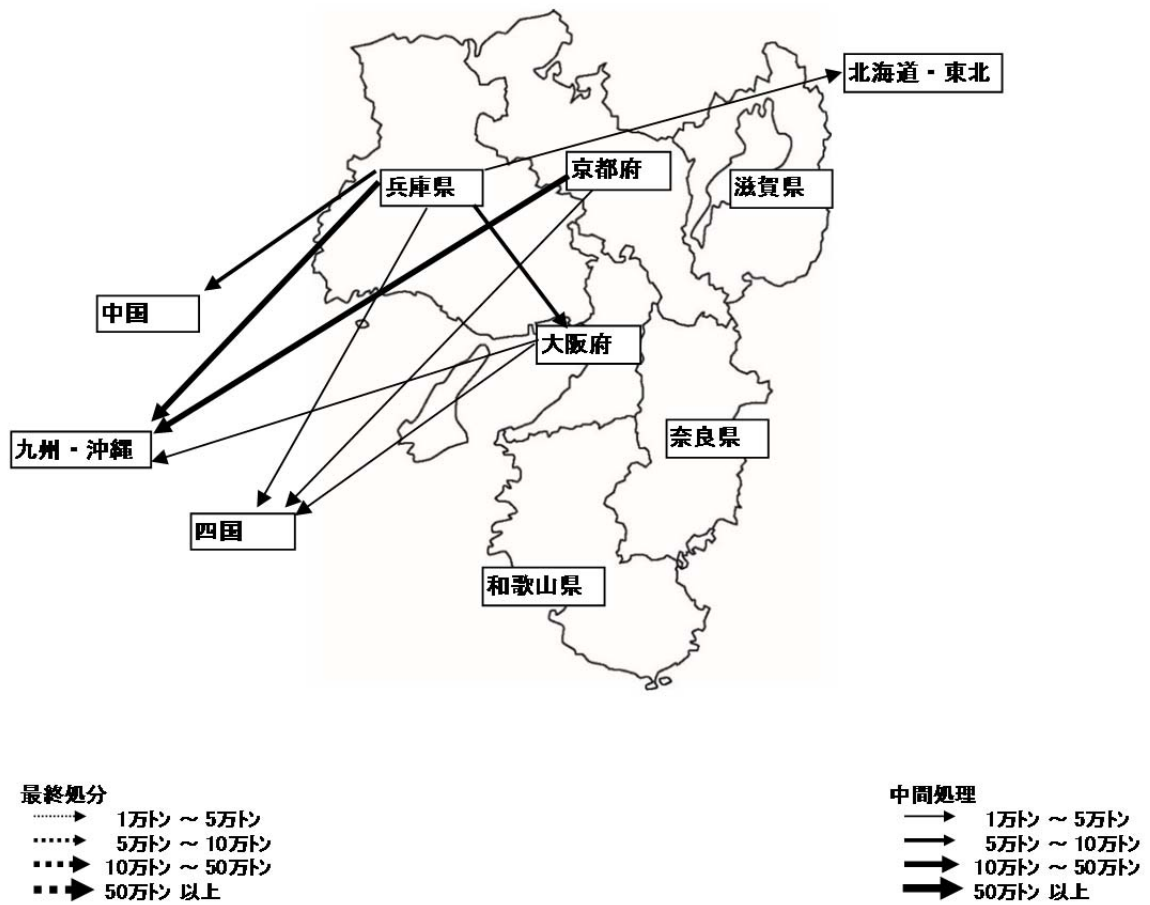 北海道・東北
京都府
兵庫県
滋賀県
中国
大阪府
九州・沖縄
奈良県
四国
和歌山県
最終処分
1万トン ～ 5万トン
5万トン ～ 10万トン
10万トン ～ 50万トン
50万トン 以上
中間処理
1万トン ～ 5万トン
5万トン ～ 10万トン
10万トン ～ 50万トン
50万トン 以上